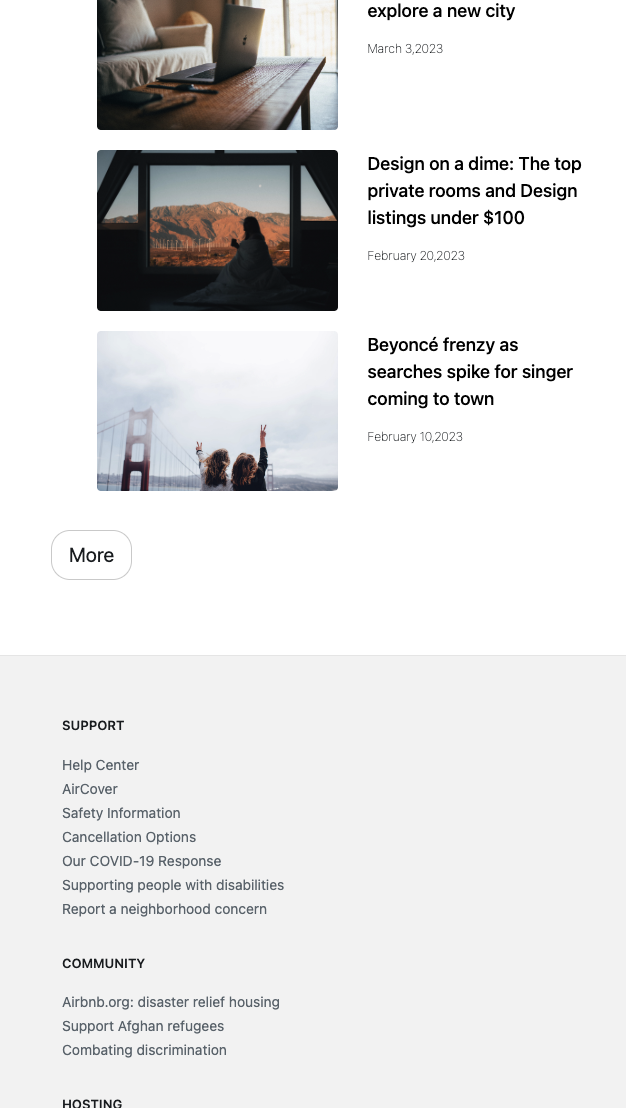 explore a new city
March 3,2023
Design on a dime: The top
private rooms and Design
listings under $100
February 20,2023
Beyoncé frenzy as
searches spike for singer
coming to town
February 10,2023
More
SUPPORT
Help Center
AirCover
Safety Information
Cancellation Options
Our COVID-19 Response
Supporting people with disabilities
Report a neighborhood concern
COMMUNITY
Airbnb.org: disaster relief housing
Support Afghan refugees
Combating discrimination
HOSTING